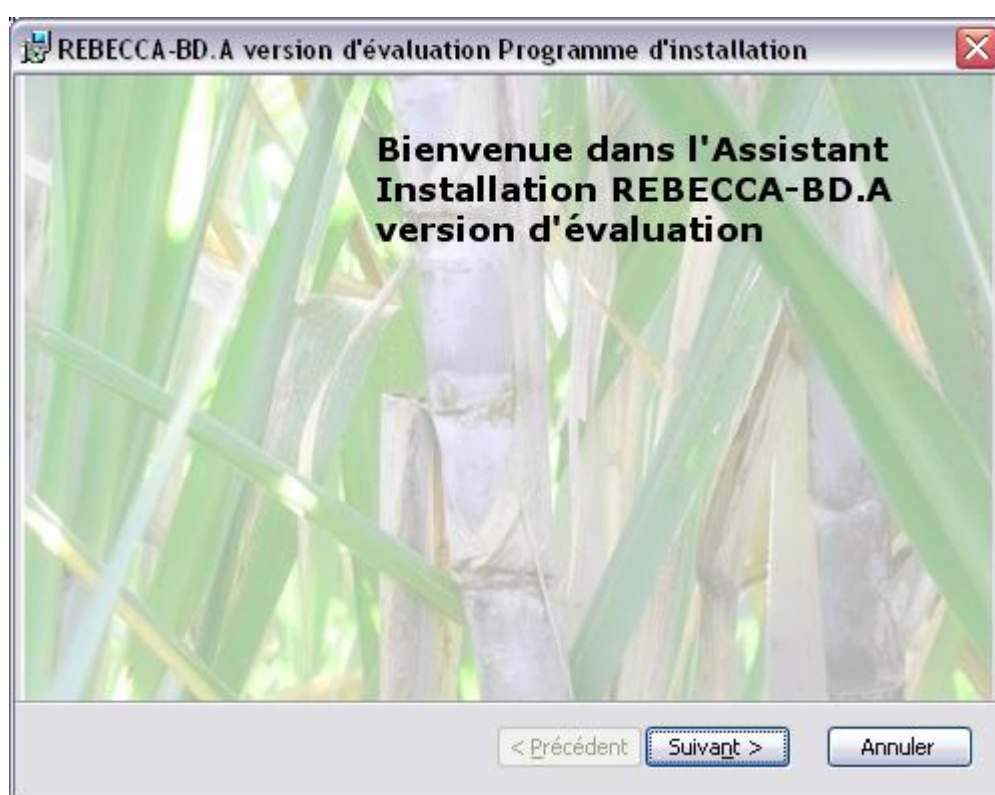 REBECCA-BD.A version d'évaluation Programme d'installation
Bienvenue dans l'Assistant
Installation REBECCA-BD.A
version d'évaluation
< Précédent
Suivant >
Annuler